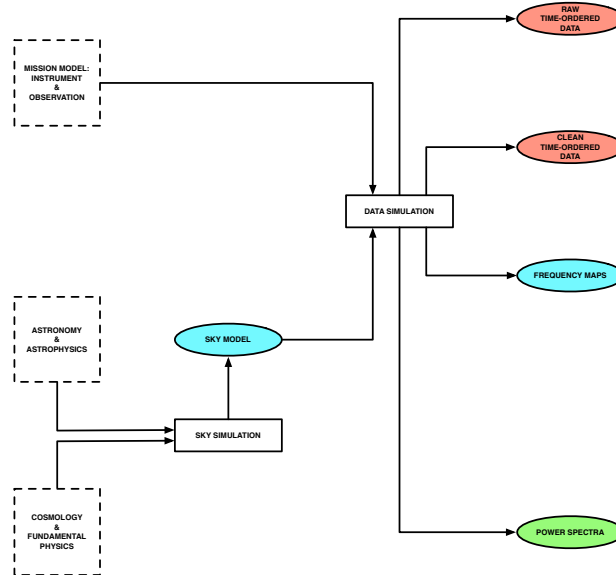 RAW
TIME-ORDERED
DATA
MISSION MODEL:
INSTRUMENT
&
OBSERVATION
CLEAN
TIME-ORDERED
DATA
DATA SIMULATION
FREQUENCY MAPS
ASTRONOMY
&
ASTROPHYSICS
SKY MODEL
SKY SIMULATION
COSMOLOGY
&
FUNDAMENTAL
PHYSICS
POWER SPECTRA